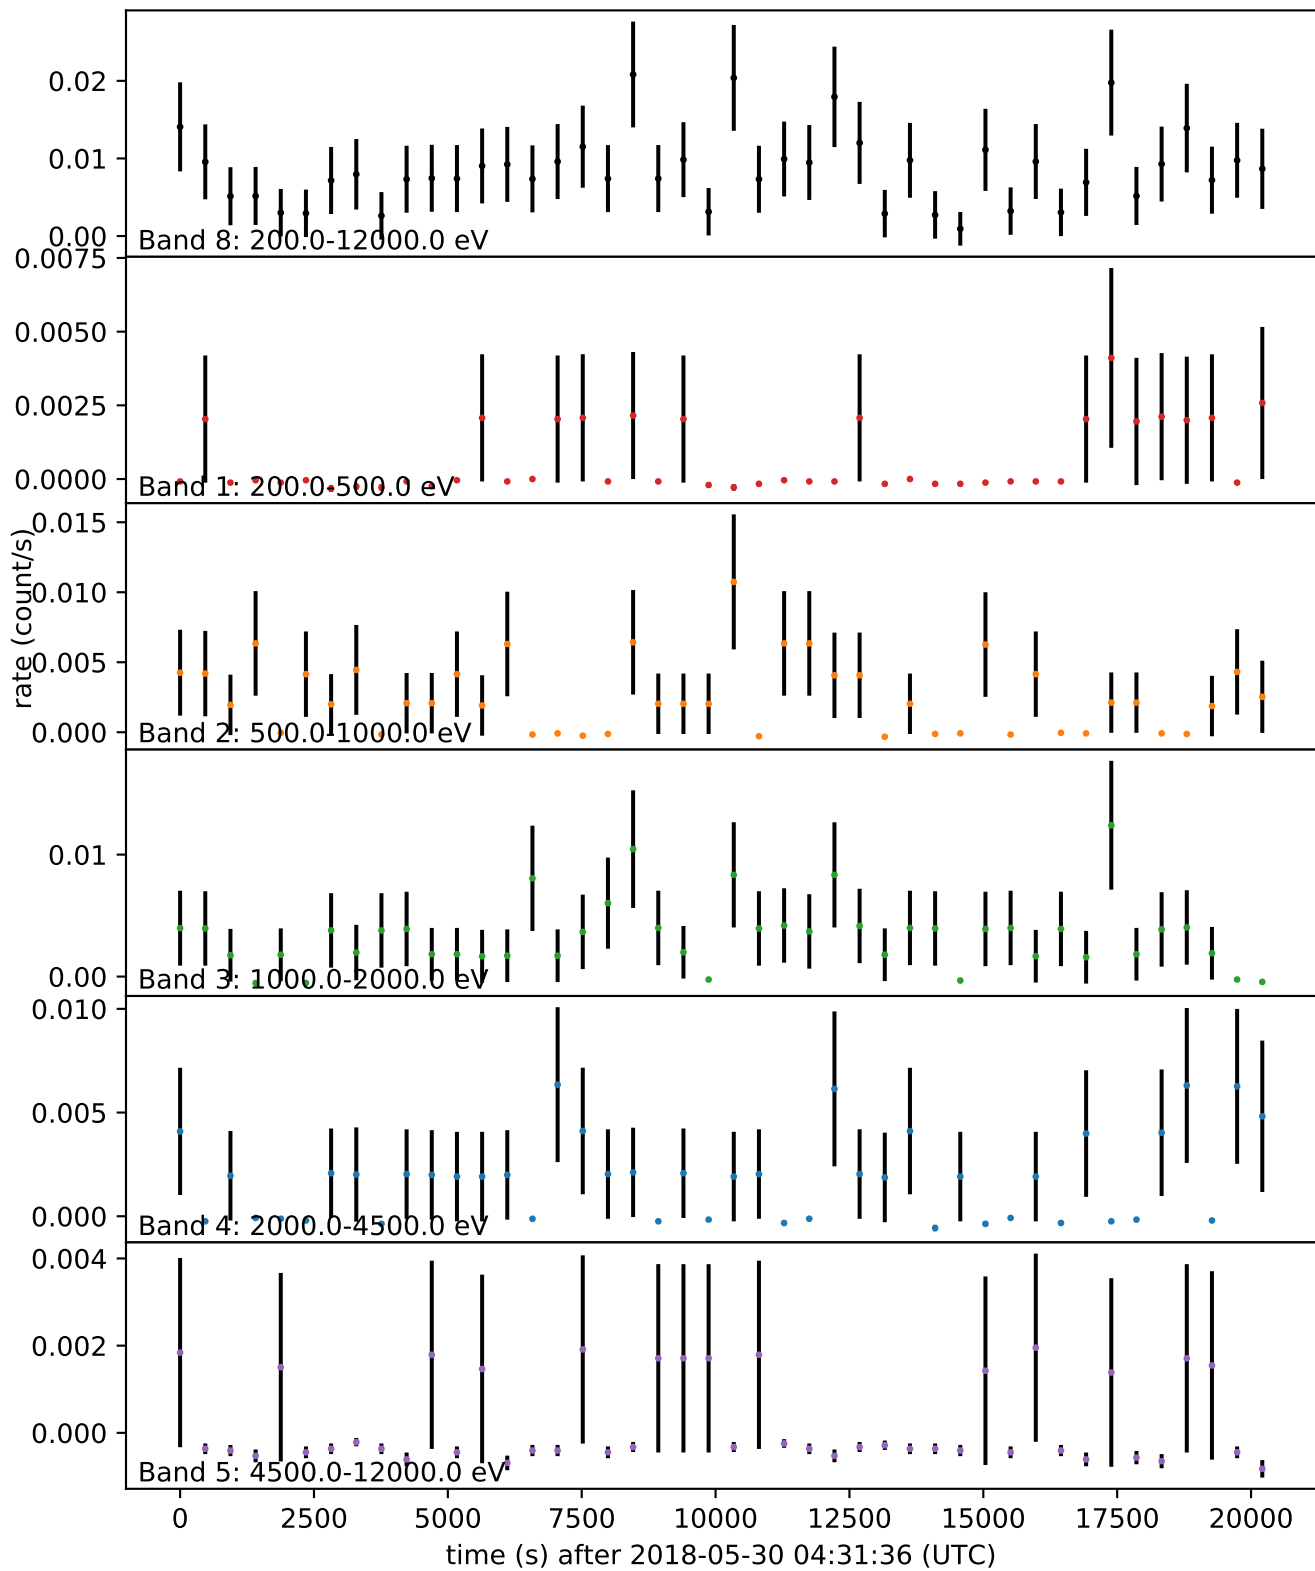 0.02
0.01
0.00
Band 8: 200.0-12000.0 eV
0.0075
0.0050
0.0025
0.0000
Band 1: 200.0-500.0 eV
rate (count/s)
0.015
0.010
0.005
0.000
Band 2: 500.0-1000.0 eV
0.01
0.00
Band 3: 1000.0-2000.0 eV
0.010
0.005
0.000
Band 4: 2000.0-4500.0 eV
0.004
0.002
0.000
Band 5: 4500.0-12000.0 eV
0 2500 5000 7500 10000 12500 15000 17500 20000
time (s) after 2018-05-30 04:31:36 (UTC)